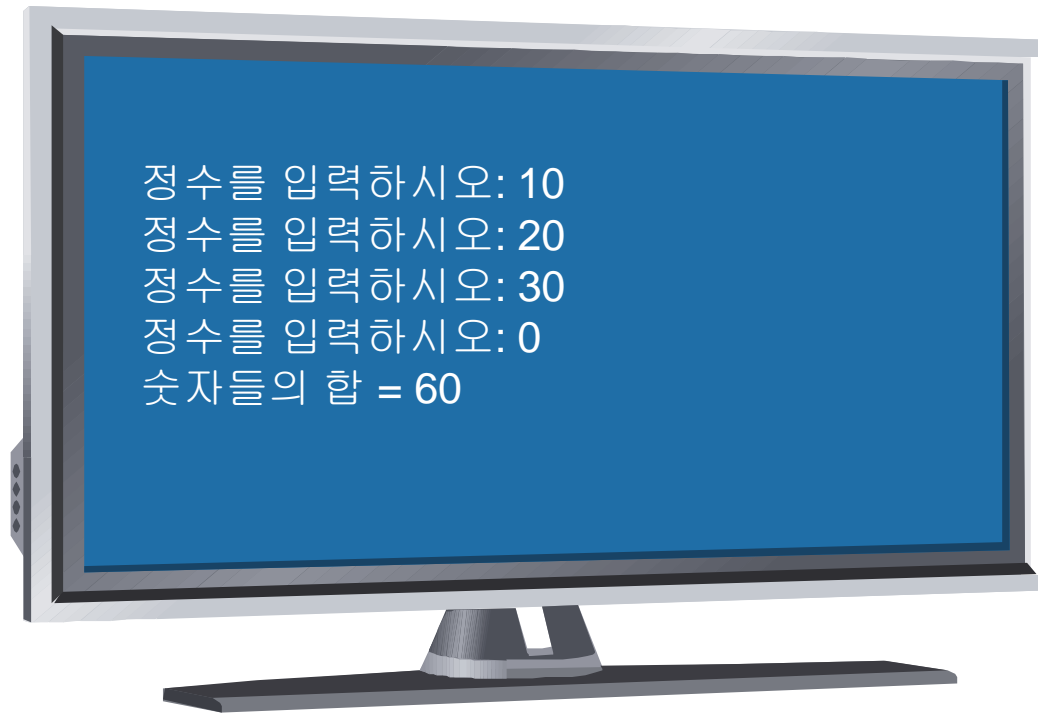 정수를 입력하시오: 10
정수를 입력하시오: 20
정수를 입력하시오: 30
정수를 입력하시오: 0
숫자들의 합 = 60